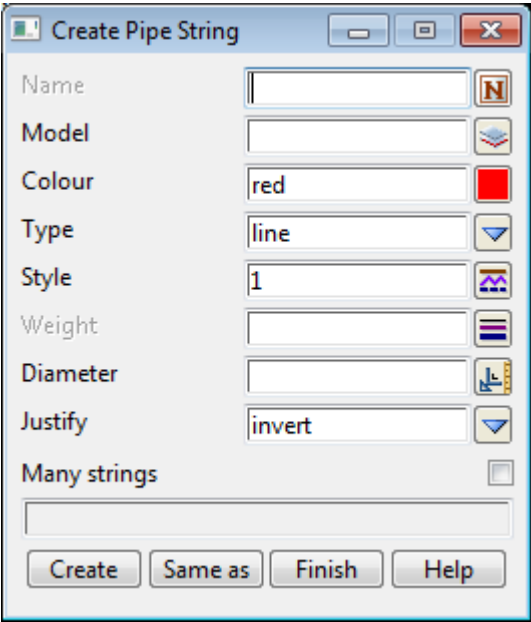 Create Pipe String
Name N
Model
Colour red
Type line
Style 1
Weight
Diameter
Justify invert
Many strings
Create Same as Finish Help